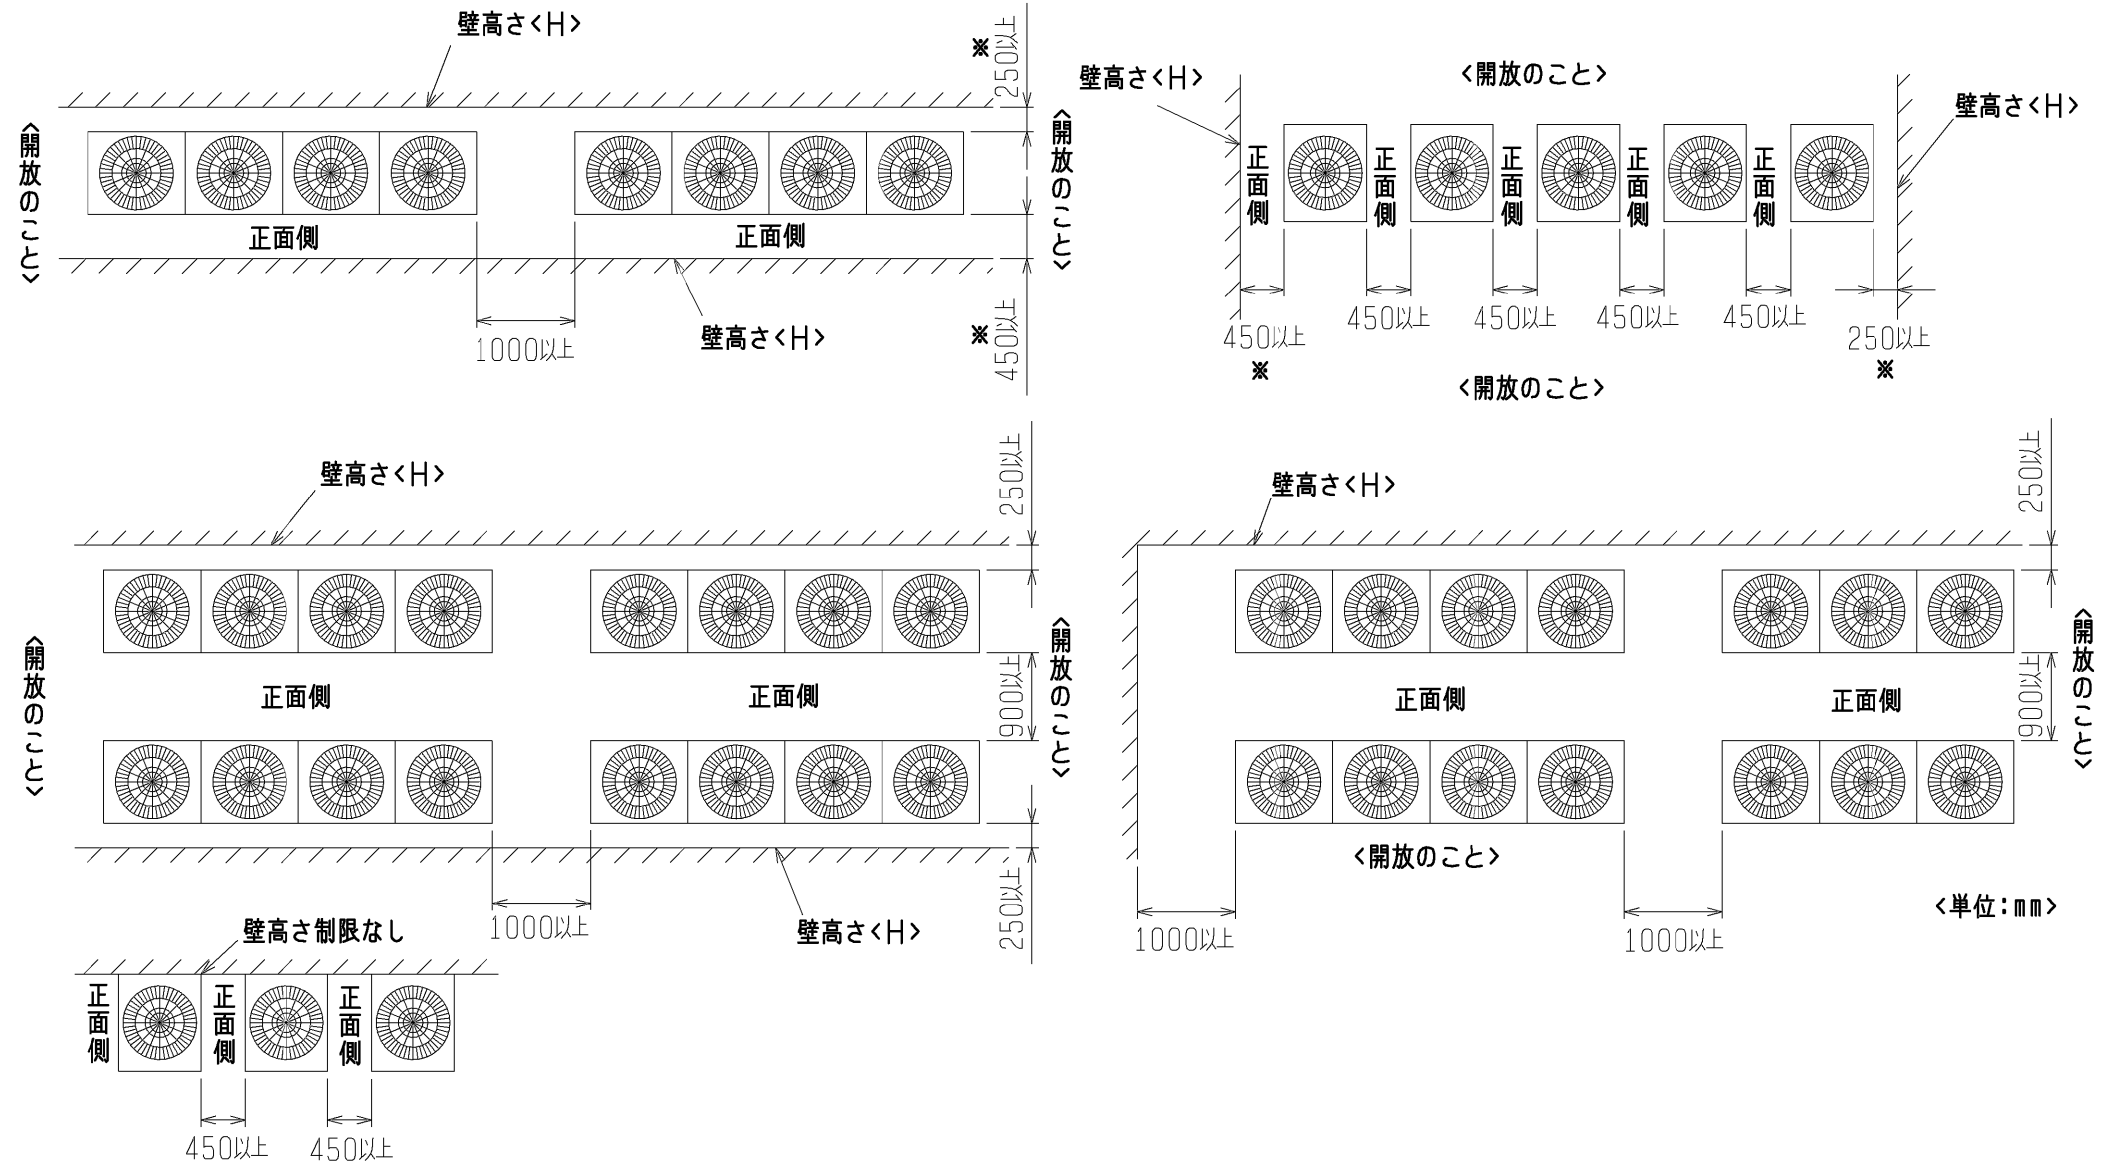 壁高さ<H>
※
250以上
<開放のこと>
正面側
正面側
<開放のこと>
1000以上
壁高さ<H>
※
450以上
壁高さ<H>
<開放のこと>
壁高さ<H>
正面側
正面側
正面側
正面側
正面側
450以上
※
450以上
450以上
450以上
450以上
250以上
※
<開放のこと>
壁高さ<H>
250以上
<開放のこと>
正面側
正面側
900以上
<開放のこと>
1000以上
壁高さ<H>
250以上
壁高さ<H>
250以上
正面側
正面側
900以上
<開放のこと>
<開放のこと>
1000以上
1000以上
<単位:mm>
壁高さ制限なし
正面側
正面側
正面側
450以上
450以上